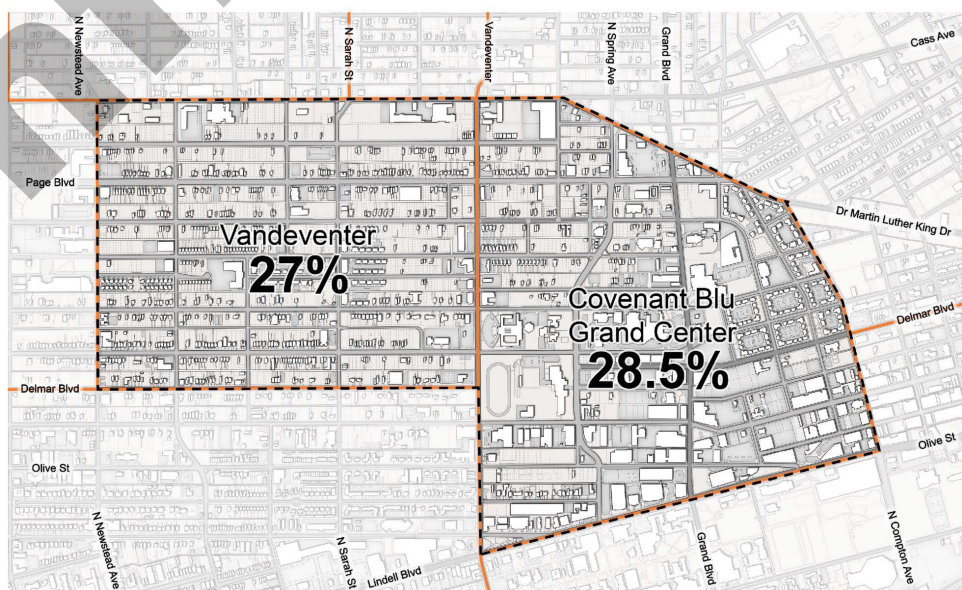 N Newstead Ave
N Sarah St
Vandeventer
N Spring Ave
Grand Blvd
Cass Ave
Page Blvd
Dr Martin Luther King Dr
Vandeventer
27%
Covenant Blu
Grand Center
28.5%
Delmar Blvd
Delmar Blvd
Olive St
Olive St
N Newstead Ave
N Sarah St
Lindell Blvd
Grand Blvd
N Compton Ave